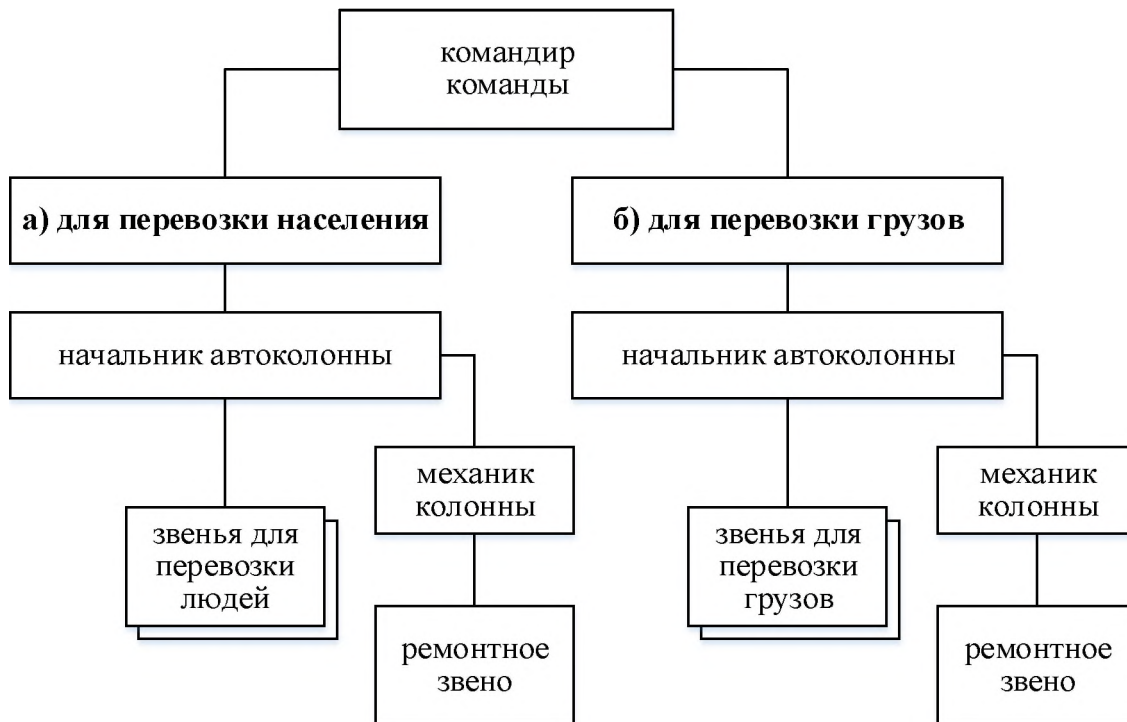 командир
команды
а) для перевозки населения
б) для перевозки грузов
начальник автоколонны
начальник автоколонны
механик
колонны
механик
колонны
звенья для
перевозки
людей
звенья для
перевозки
грузов
ремонтное
звено
ремонтное
звено